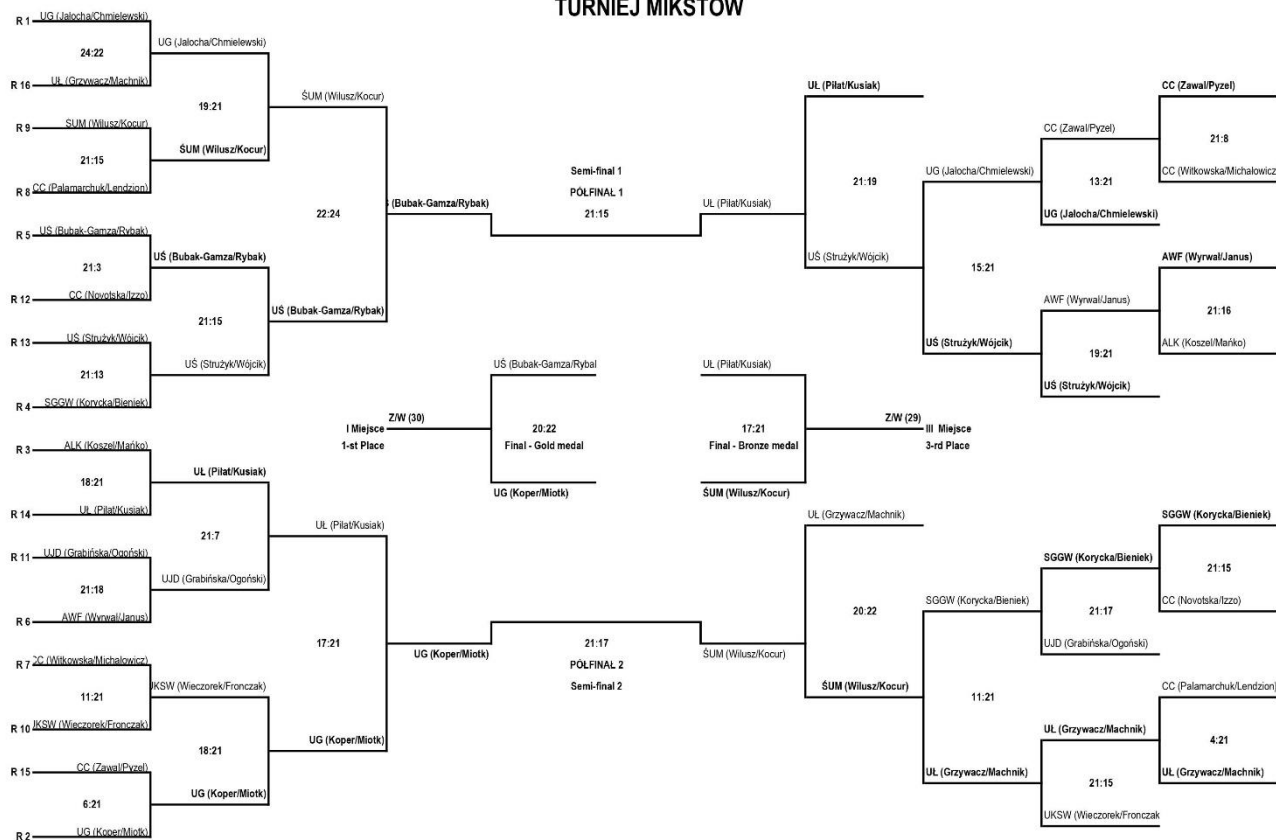 TURNIEJ MIKSTÓW
R 1 UG (Jałocha/Chmielewski)
24:22
R 16 UŁ (Grzywacz/Machnik)
UG (Jałocha/Chmielewski)
19:21
R 9 ŚUM (Wilusz/Kocur)
21:15
R 8 CC (Palamarchuk/Lendzion)
ŚUM (Wilusz/Kocur)
ŚUM (Wilusz/Kocur)
22:24
R 5 UŚ (Bubak-Gamza/Rybak)
21:3
R 12 CC (Novotska/Izzo)
UŚ (Bubak-Gamza/Rybak)
21:15
R 13 UŚ (Strużyk/Wójcik)
21:13
R 4 SGGW (Korycka/Bieniek)
UŚ (Strużyk/Wójcik)
UŚ (Bubak-Gamza/Rybak)
(Bubak-Gamza/Rybak)
R 3 ALK (Koszel/Mańko)
18:21
R 14 UŁ (Piłat/Kusiak)
UŁ (Piłat/Kusiak)
21:7
R 11 UJD (Grabińska/Ogoński)
21:18
R 6 AWF (Wyrwał/Janus)
UJD (Grabińska/Ogoński)
UŁ (Piłat/Kusiak)
17:21
R 7 CC (Witkowska/Michałowicz)
11:21
R 10 UKSW (Wieczorek/Fronczak)
UKSW (Wieczorek/Fronczak)
18:21
R 15 CC (Zawal/Pyzel)
6:21
R 2 UG (Koper/Miotk)
UG (Koper/Miotk)
UG (Koper/Miotk)
UG (Koper/Miotk)
Semi-final 1
PÓŁFINAŁ 1
21:15
UŚ (Bubak-Gamza/Rybal
Z/W (30)
I Miejsce
1-st Place
20:22
Final - Gold medal
UG (Koper/Miotk)
UŁ (Piłat/Kusiak)
17:21
Final - Bronze medal
Z/W (29)
III Miejsce
3-rd Place
ŚUM (Wilusz/Kocur)
21:17
PÓŁFINAŁ 2
Semi-final 2
UŁ (Piłat/Kusiak)
UŁ (Piłat/Kusiak)
21:19
UŚ (Strużyk/Wójcik)
UG (Jałocha/Chmielewski)
15:21
UŚ (Strużyk/Wójcik)
CC (Zawal/Pyzel)
13:21
UG (Jałocha/Chmielewski)
CC (Zawal/Pyzel)
21:8
CC (Witkowska/Michałowicz
AWF (Wyrwał/Janus)
19:21
UŚ (Strużyk/Wójcik)
AWF (Wyrwał/Janus)
21:16
ALK (Koszel/Mańko)
ŚUM (Wilusz/Kocur)
UŁ (Grzywacz/Machnik)
20:22
ŚUM (Wilusz/Kocur)
SGGW (Korycka/Bieniek)
11:21
UŁ (Grzywacz/Machnik)
SGGW (Korycka/Bieniek)
21:17
UJD (Grabińska/Ogoński)
SGGW (Korycka/Bieniek)
21:15
CC (Novotska/Izzo)
UŁ (Grzywacz/Machnik)
21:15
UKSW (Wieczorek/Fronczak
CC (Palamarchuk/Lendzion)
4:21
UŁ (Grzywacz/Machnik)